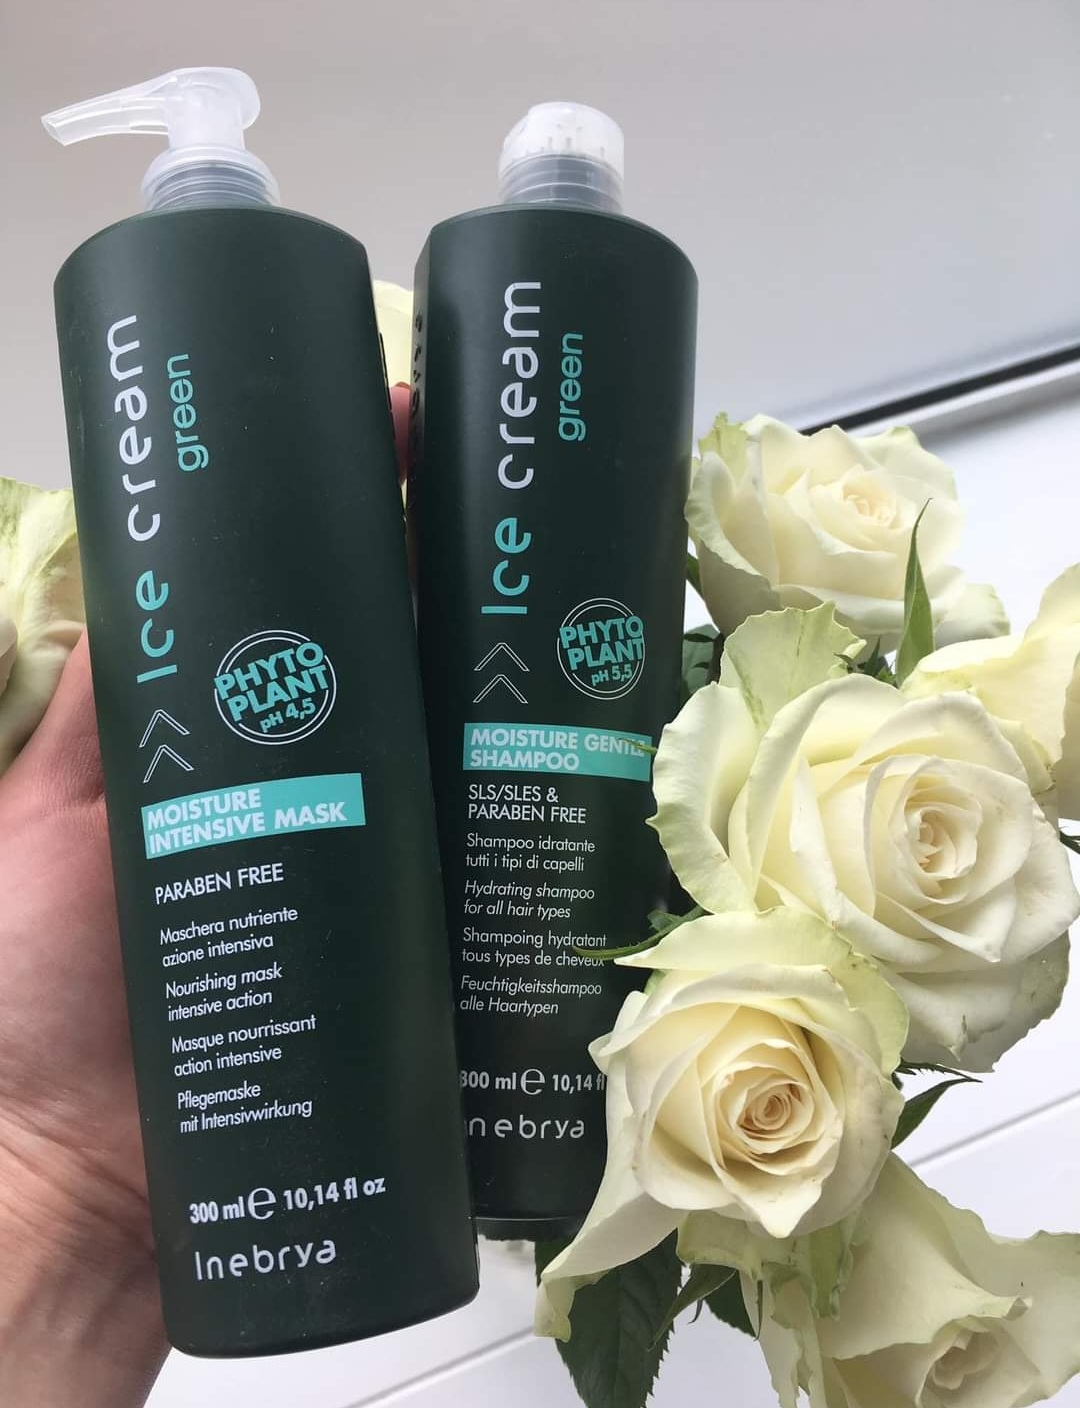 Ice cream
green
PHYTO
PLANT
pH 4,5
MOISTURE
INTENSIVE MASK
PARABEN FREE
Maschera nutriente
azione intensiva
Nourishing mask
intensive action
Masque nourrissant
action intensive
Pflegemaske
mit Intensivwirkung
300 ml e 10,14 fl oz
Inebrya
Ice cream
green
PHYTO
PLANT
pH 5,5
MOISTURE GENTLE
SHAMPOO
SLS/SLES &
PARABEN FREE
Shampoo idratante
tutti i tipi di capelli
Hydrating shampoo
for all hair types
Shampoing hydratant
tous types de cheveux
Feuchtigkeitsshampoo
alle Haartypen
300 ml e 10,14 fl
Inebrya